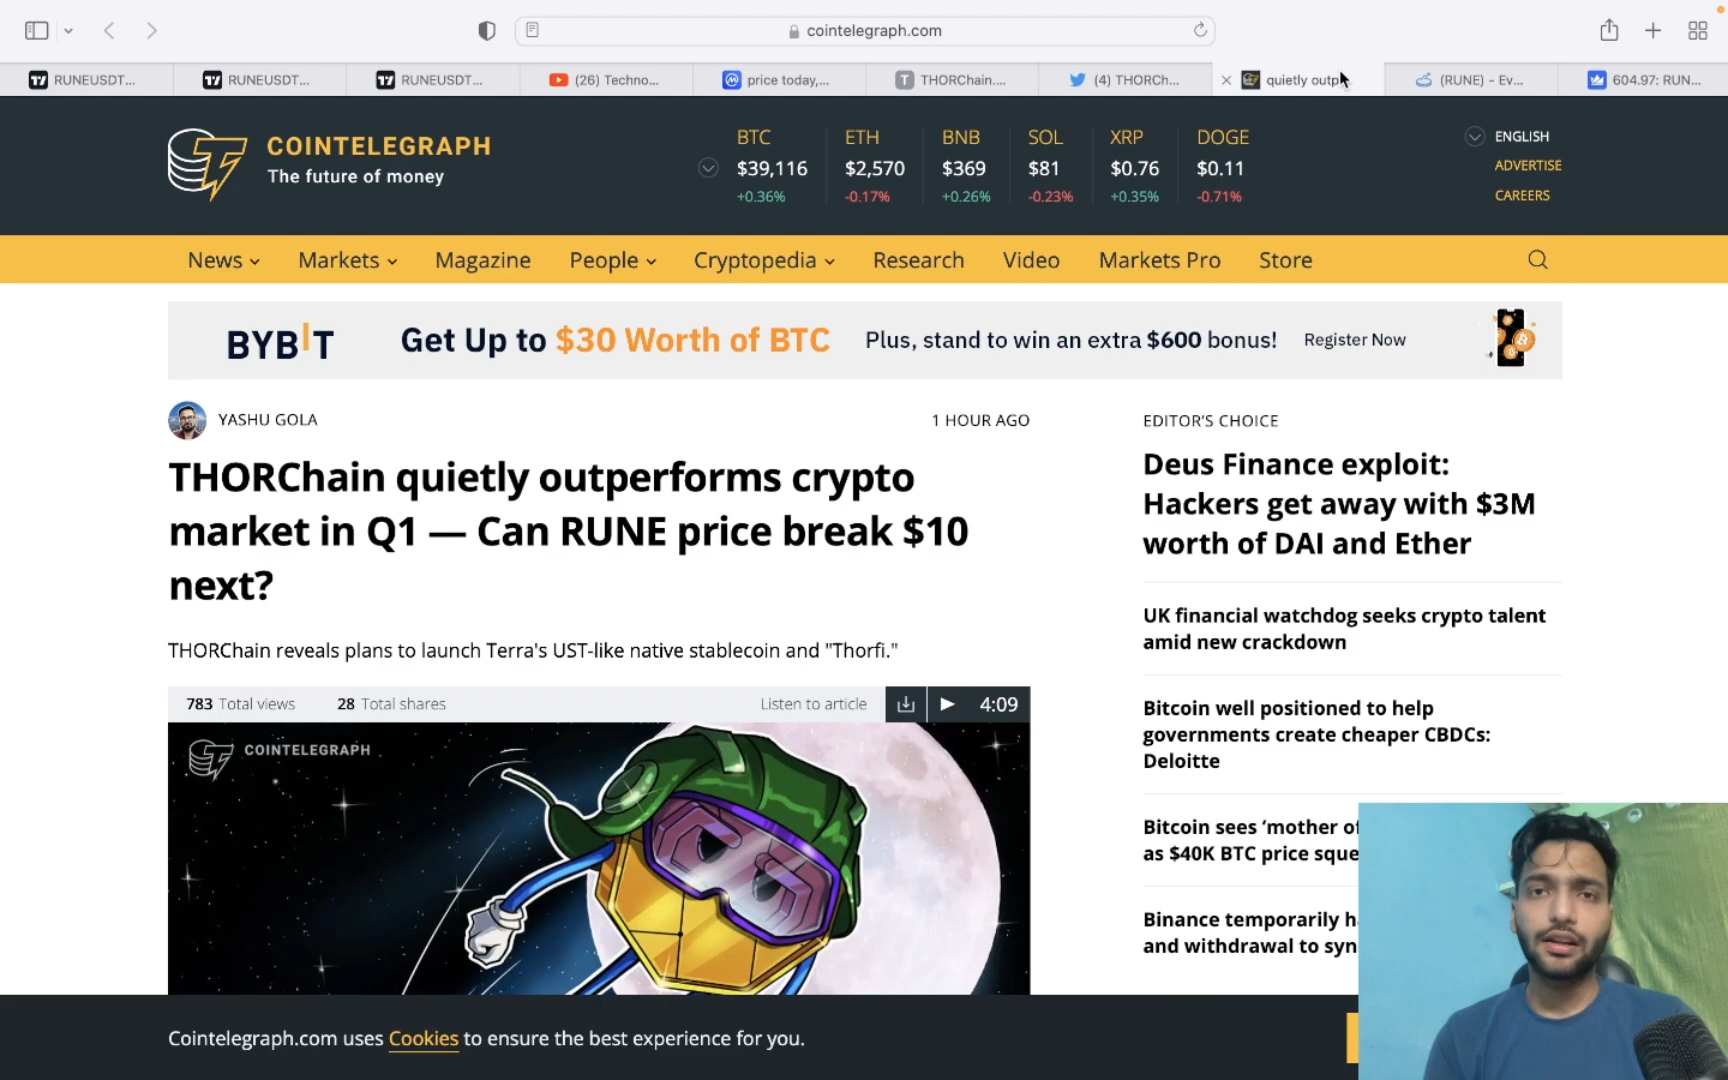 cointelegraph.com
RUNEUSDT...
RUNEUSDT...
RUNEUSDT...
(26) Techno...
price today,...
THORChain....
(4) THORCh...
quietly outp
(RUNE) - Ev...
604.97: RUN...
COINTELEGRAPH
The future of money
BTC
$39,116
+0.36%
ETH
$2,570
-0.17%
BNB
$369
+0.26%
SOL
$81
-0.23%
XRP
$0.76
+0.35%
DOGE
$0.11
-0.71%
ENGLISH
ADVERTISE
CAREERS
News
Markets
Magazine
People
Cryptopedia
Research
Video
Markets Pro
Store
BYBIT
Get Up to $30 Worth of BTC
Plus, stand to win an extra $600 bonus!
Register Now
YASHU GOLA
1 HOUR AGO
THORChain quietly outperforms crypto
market in Q1 — Can RUNE price break $10
next?
THORChain reveals plans to launch Terra's UST-like native stablecoin and "Thorfi."
783 Total views
28 Total shares
Listen to article
4:09
COINTELEGRAPH
EDITOR'S CHOICE
Deus Finance exploit:
Hackers get away with $3M
worth of DAI and Ether
UK financial watchdog seeks crypto talent
amid new crackdown
Bitcoin well positioned to help
governments create cheaper CBDCs:
Deloitte
Bitcoin sees ‘mother of
as $40K BTC price sque
Binance temporarily h
and withdrawal to syn
Cointelegraph.com uses Cookies to ensure the best experience for you.